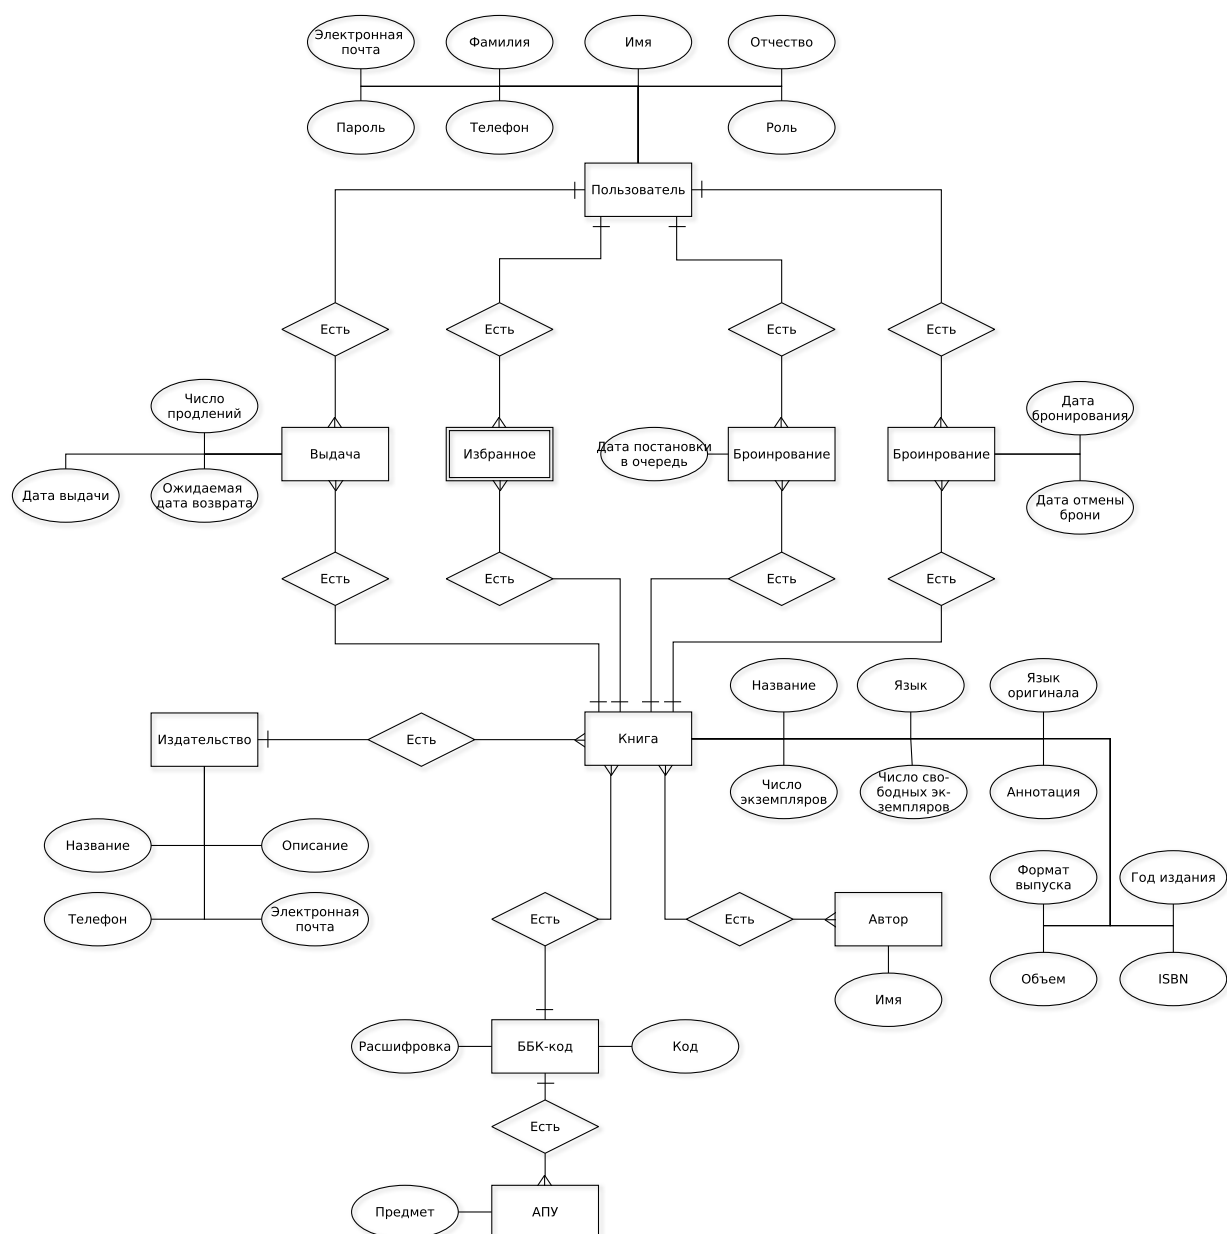 Электронная
почта
Фамилия
Имя
Отчество
Пароль
Телефон
Роль
Пользователь
Есть
Есть
Есть
Есть
Число
продлений
Дата
бронирования
Выдача
Избранное
Дата постановки
в очередь
Броинрование
Броинрование
Дата выдачи
Ожидаемая
дата возврата
Дата отмены
брони
Есть
Есть
Есть
Есть
Название
Язык
Язык
оригинала
Издательство
Есть
Книга
Число
экземпляров
Число сво-
бодных эк-
земпляров
Аннотация
Название
Описание
Формат
выпуска
Год издания
Телефон
Электронная
почта
Есть
Есть
Автор
Объем
ISBN
Имя
Расшифровка
ББК-код
Код
Есть
Предмет
АПУ